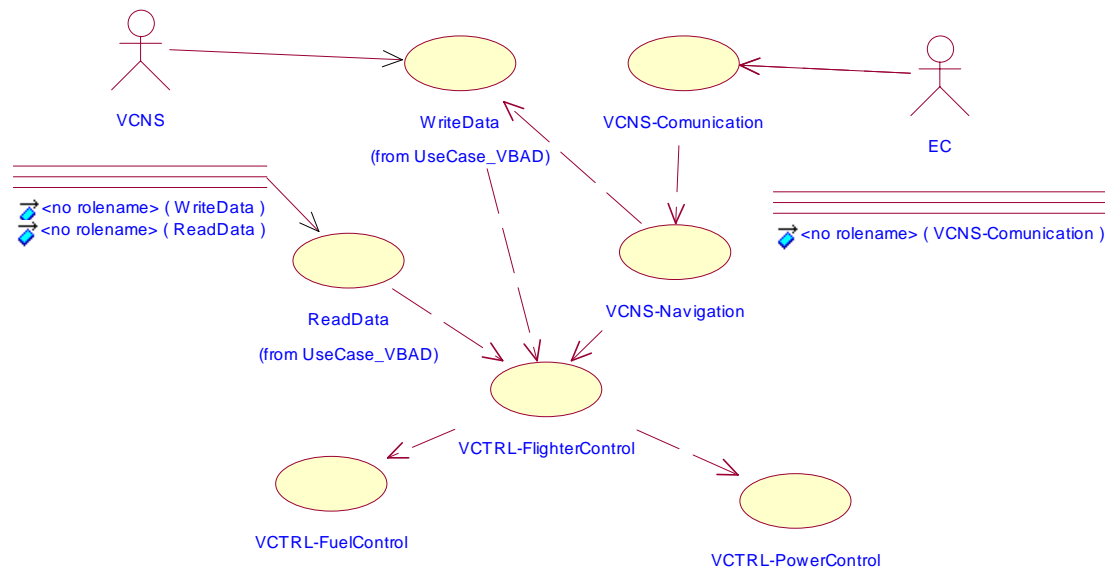 VCNS
WriteData
(from UseCase_VBAD)
VCNS-Comunication
EC
<no rolename> ( WriteData )
<no rolename> ( ReadData )
<no rolename> ( VCNS-Comunication )
ReadData
(from UseCase_VBAD)
VCNS-Navigation
VCTRL-FlighterControl
VCTRL-FuelControl
VCTRL-PowerControl